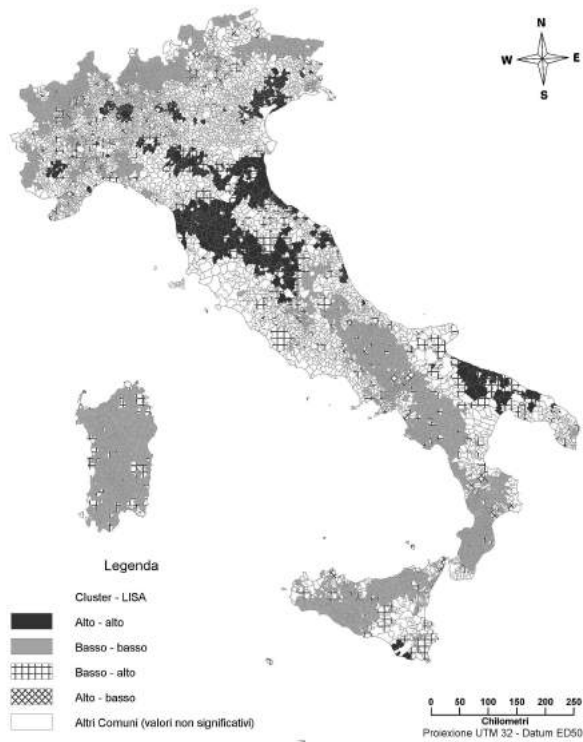 N
W E
S
Legenda
Cluster - LISA
Alto - alto
Basso - basso
Basso - alto
Alto - basso
Altri Comuni (valori non significativi)
0 50 100 150 200 250
Chilometri
Proiexione UTM 32 - Datum ED50